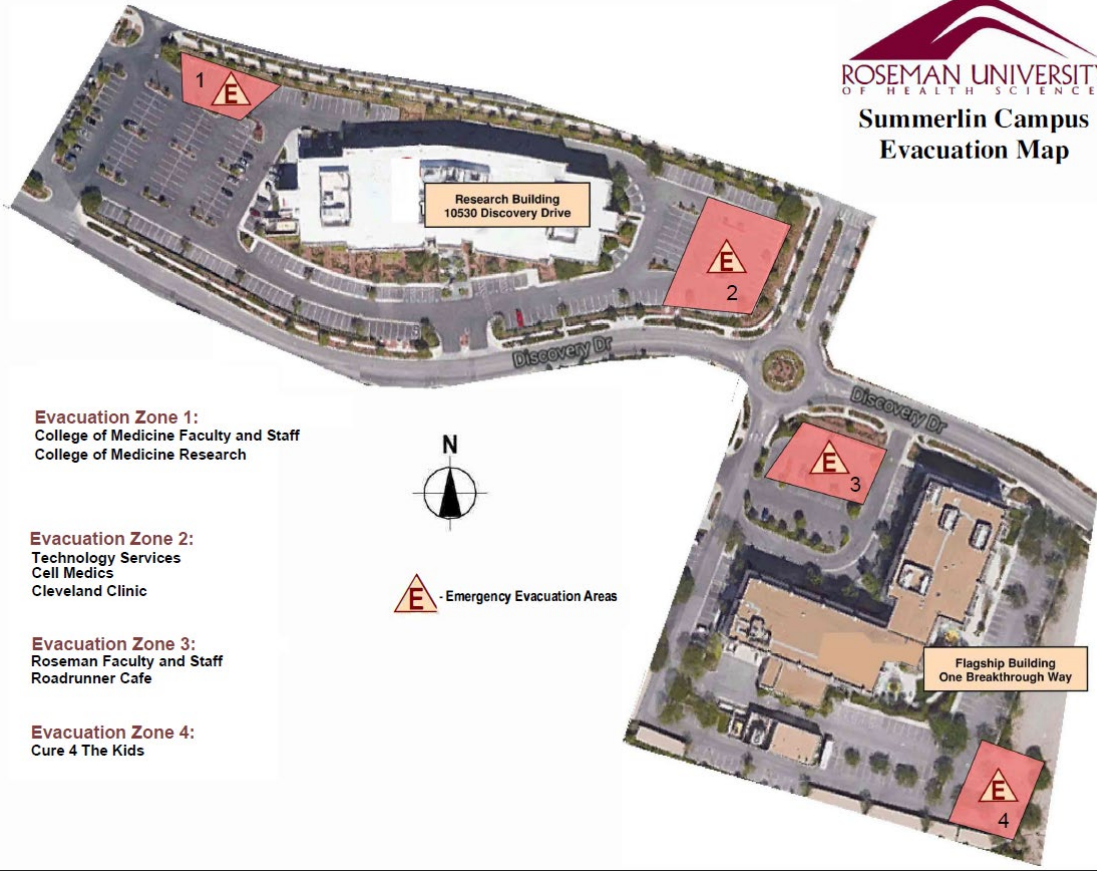 ROSEMAN UNIVERSITY
OF HEALTH SCIENCE
Summerlin Campus
Evacuation Map
1
E
Research Building
10530 Discovery Drive
E
2
Discovery Dr
Discovery Dr
E
3
Evacuation Zone 1:
College of Medicine Faculty and Staff
College of Medicine Research
N
Evacuation Zone 2:
Technology Services
Cell Medics
Cleveland Clinic
E - Emergency Evacuation Areas
Evacuation Zone 3:
Roseman Faculty and Staff
Roadrunner Cafe
Flagship Building
One Breakthrough Way
Evacuation Zone 4:
Cure 4 The Kids
E
4